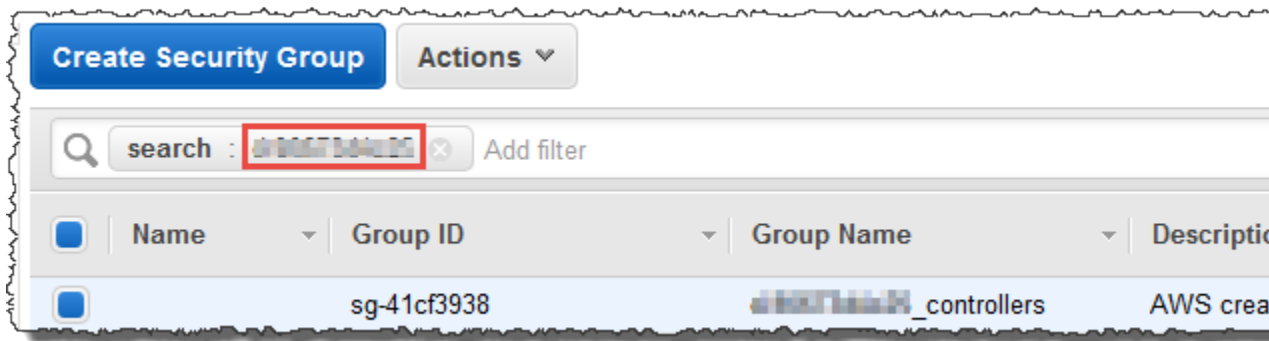 Create Security Group Actions
search : Add filter
Name Group ID Group Name Descriptio
sg-41cf3938 _controllers AWS crea